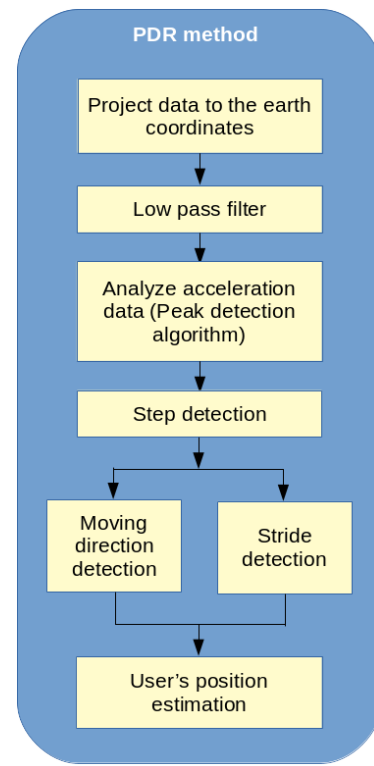 PDR method
Project data to the earth
coordinates
Low pass filter
Analyze acceleration
data (Peak detection
algorithm)
Step detection
Moving
direction
detection
Stride
detection
User’s position
estimation